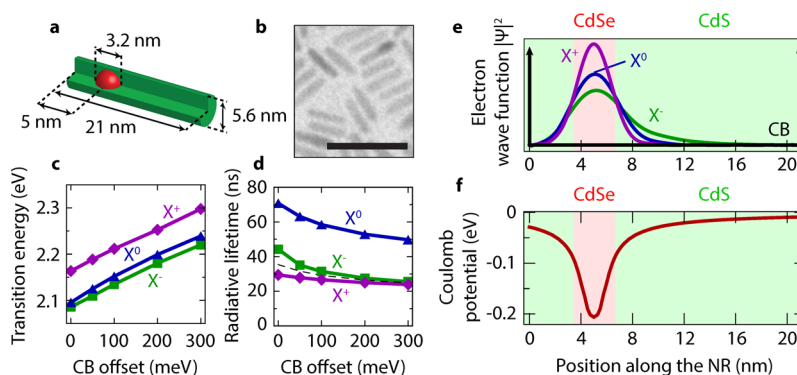 a
3.2 nm
5 nm
21 nm
5.6 nm
b
c
Transition energy (eV)
2.3
2.2
2.1
X+
X0
X-
0 100 200 300
CB offset (meV)
d
Radiative lifetime (ns)
80
60
40
20
0
X0
X-
X+
0 100 200 300
CB offset (meV)
e
CdSe CdS
Electron
wave function |Ψ|²
X+
X0
X-
CB
0 4 8 12 16 20
f
CdSe CdS
Coulomb
potential (eV)
0
-0.1
-0.2
0 4 8 12 16 20
Position along the NR (nm)